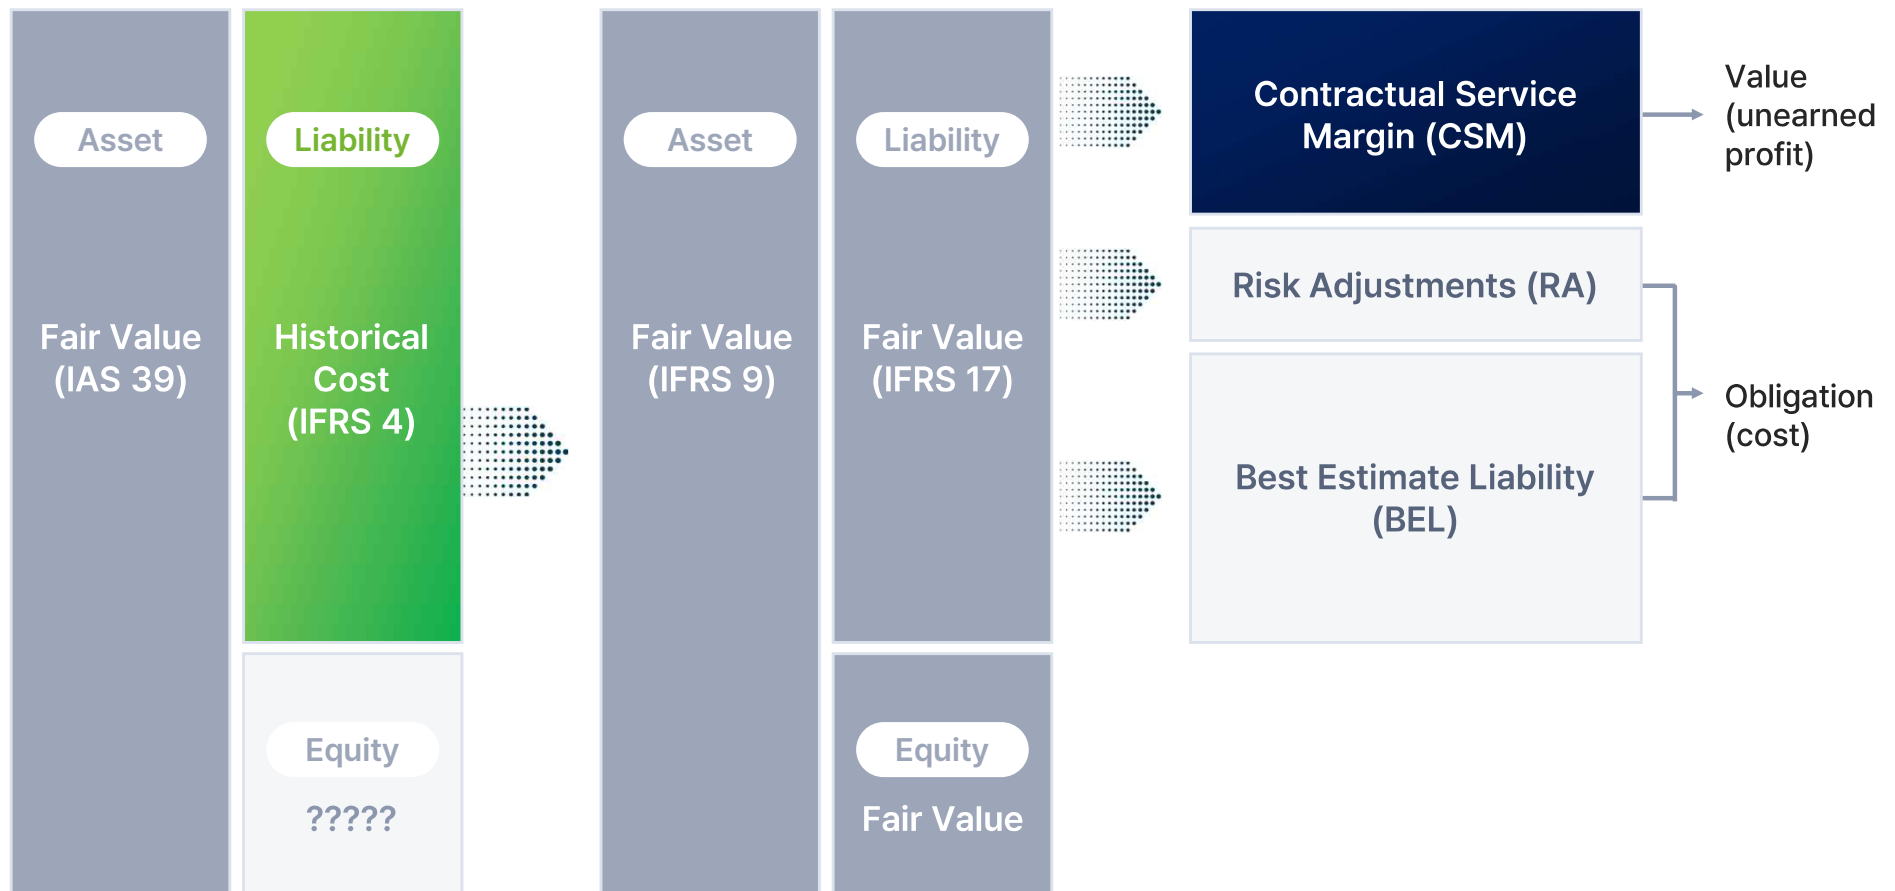 Asset
Fair Value
(IAS 39)
Liability
Historical
Cost
(IFRS 4)
Equity
?????
Asset
Fair Value
(IFRS 9)
Liability
Fair Value
(IFRS 17)
Equity
Fair Value
Contractual Service
Margin (CSM)
Risk Adjustments (RA)
Best Estimate Liability
(BEL)
Value
(unearned
profit)
Obligation
(cost)